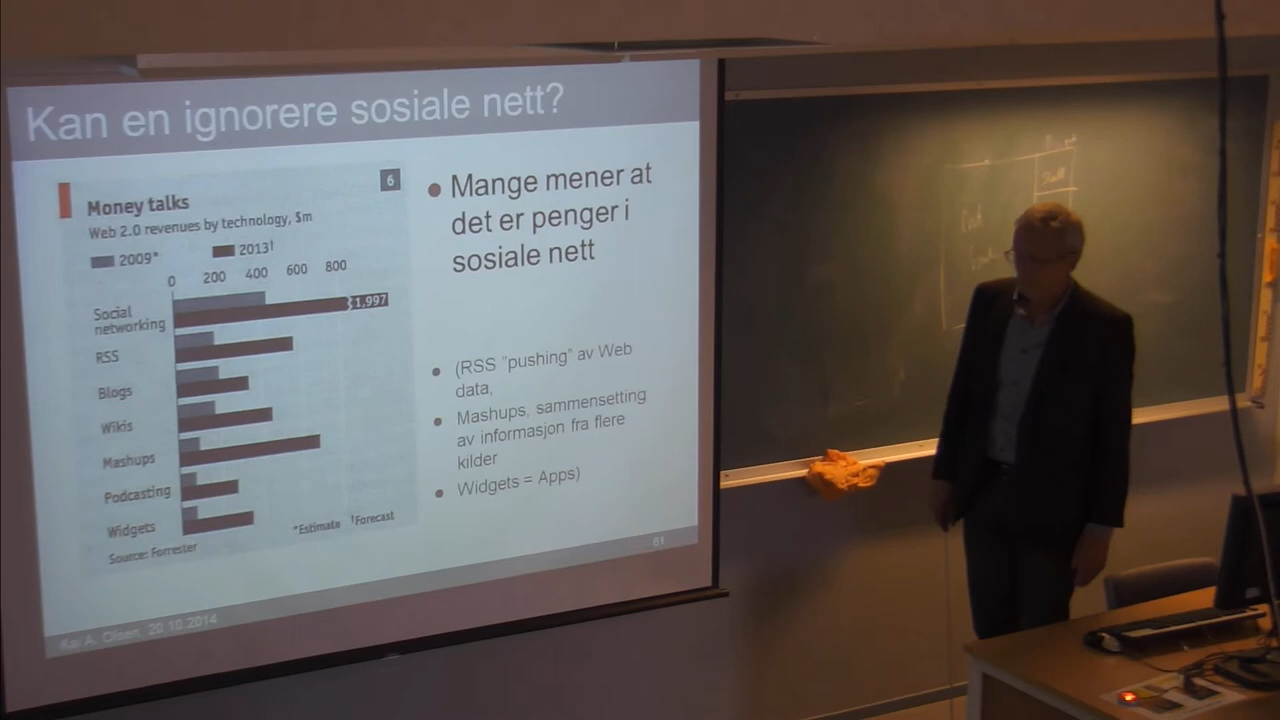 Kan en ignorere sosiale nett?
6
Money talks
Web 2.0 revenues by technology, $m
2009* 2013†
0 200 400 600 800
Social
networking
1,997
RSS
Blogs
Wikis
Mashups
Podcasting
Widgets
*Estimate †Forecast
Source: Forrester
• Mange mener at
det er penger i
sosiale nett
• (RSS "pushing" av Web
data,
• Mashups, sammensetting
av informasjon fra flere
kilder
• Widgets = Apps)
61
Kai A. Olsen, 20.10.2014